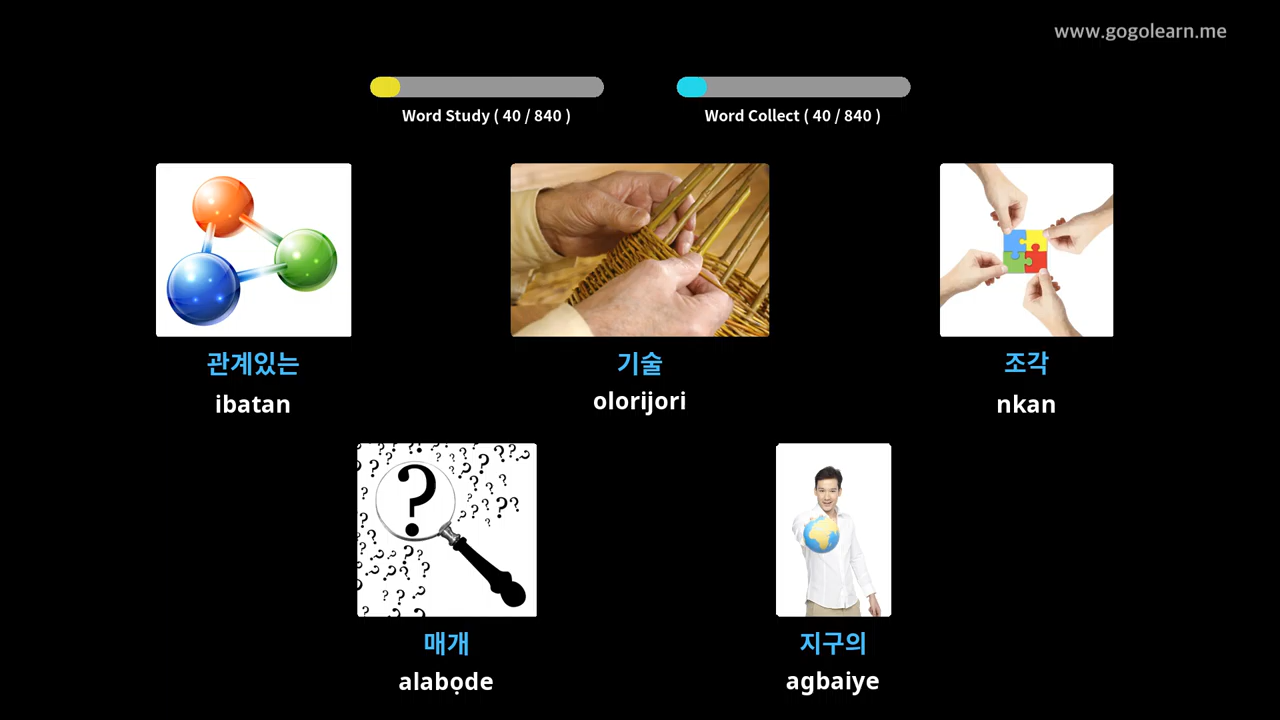 www.gogolearn.me
Word Study ( 40 / 840 )
Word Collect ( 40 / 840 )
관계있는
ibatan
기술
olorijori
조각
nkan
매개
alabọde
지구의
agbaiye